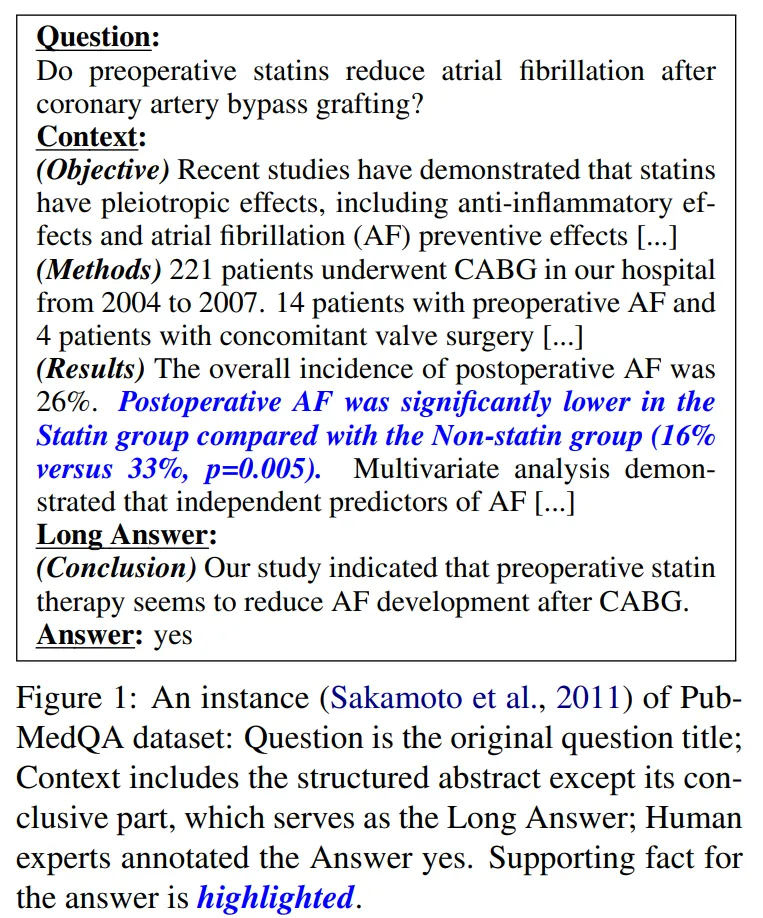 Question:
Do preoperative statins reduce atrial fibrillation after
coronary artery bypass grafting?
Context:
(Objective) Recent studies have demonstrated that statins
have pleiotropic effects, including anti-inflammatory ef-
fects and atrial fibrillation (AF) preventive effects [...]
(Methods) 221 patients underwent CABG in our hospital
from 2004 to 2007. 14 patients with preoperative AF and
4 patients with concomitant valve surgery [...]
(Results) The overall incidence of postoperative AF was
26%. Postoperative AF was significantly lower in the
Statin group compared with the Non-statin group (16%
versus 33%, p=0.005). Multivariate analysis demon-
strated that independent predictors of AF [...]
Long Answer:
(Conclusion) Our study indicated that preoperative statin
therapy seems to reduce AF development after CABG.
Answer: yes
Figure 1: An instance (Sakamoto et al., 2011) of Pub-
MedQA dataset: Question is the original question title;
Context includes the structured abstract except its con-
clusive part, which serves as the Long Answer; Human
experts annotated the Answer yes. Supporting fact for
the answer is highlighted.